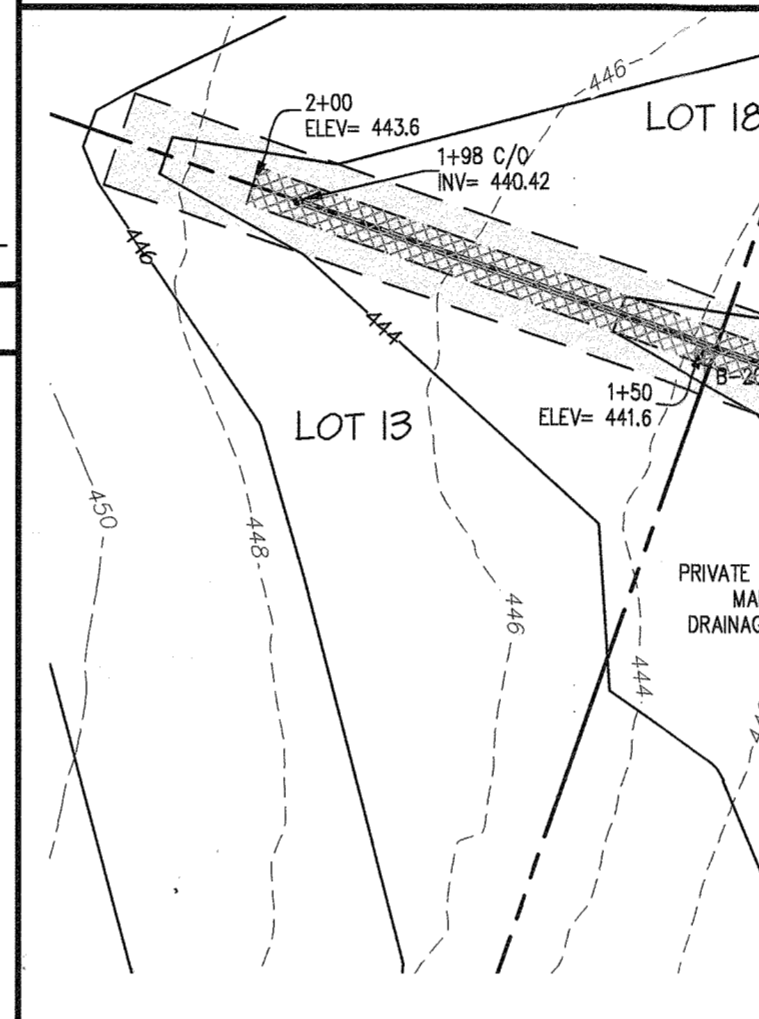 446
2+00
ELEV= 443.6
LOT 18
1+98 C/O
INV= 440.42
446
444
1+50
ELEV= 441.6
LOT 13
450
448
446
PRIVATE
DRAINAG
444